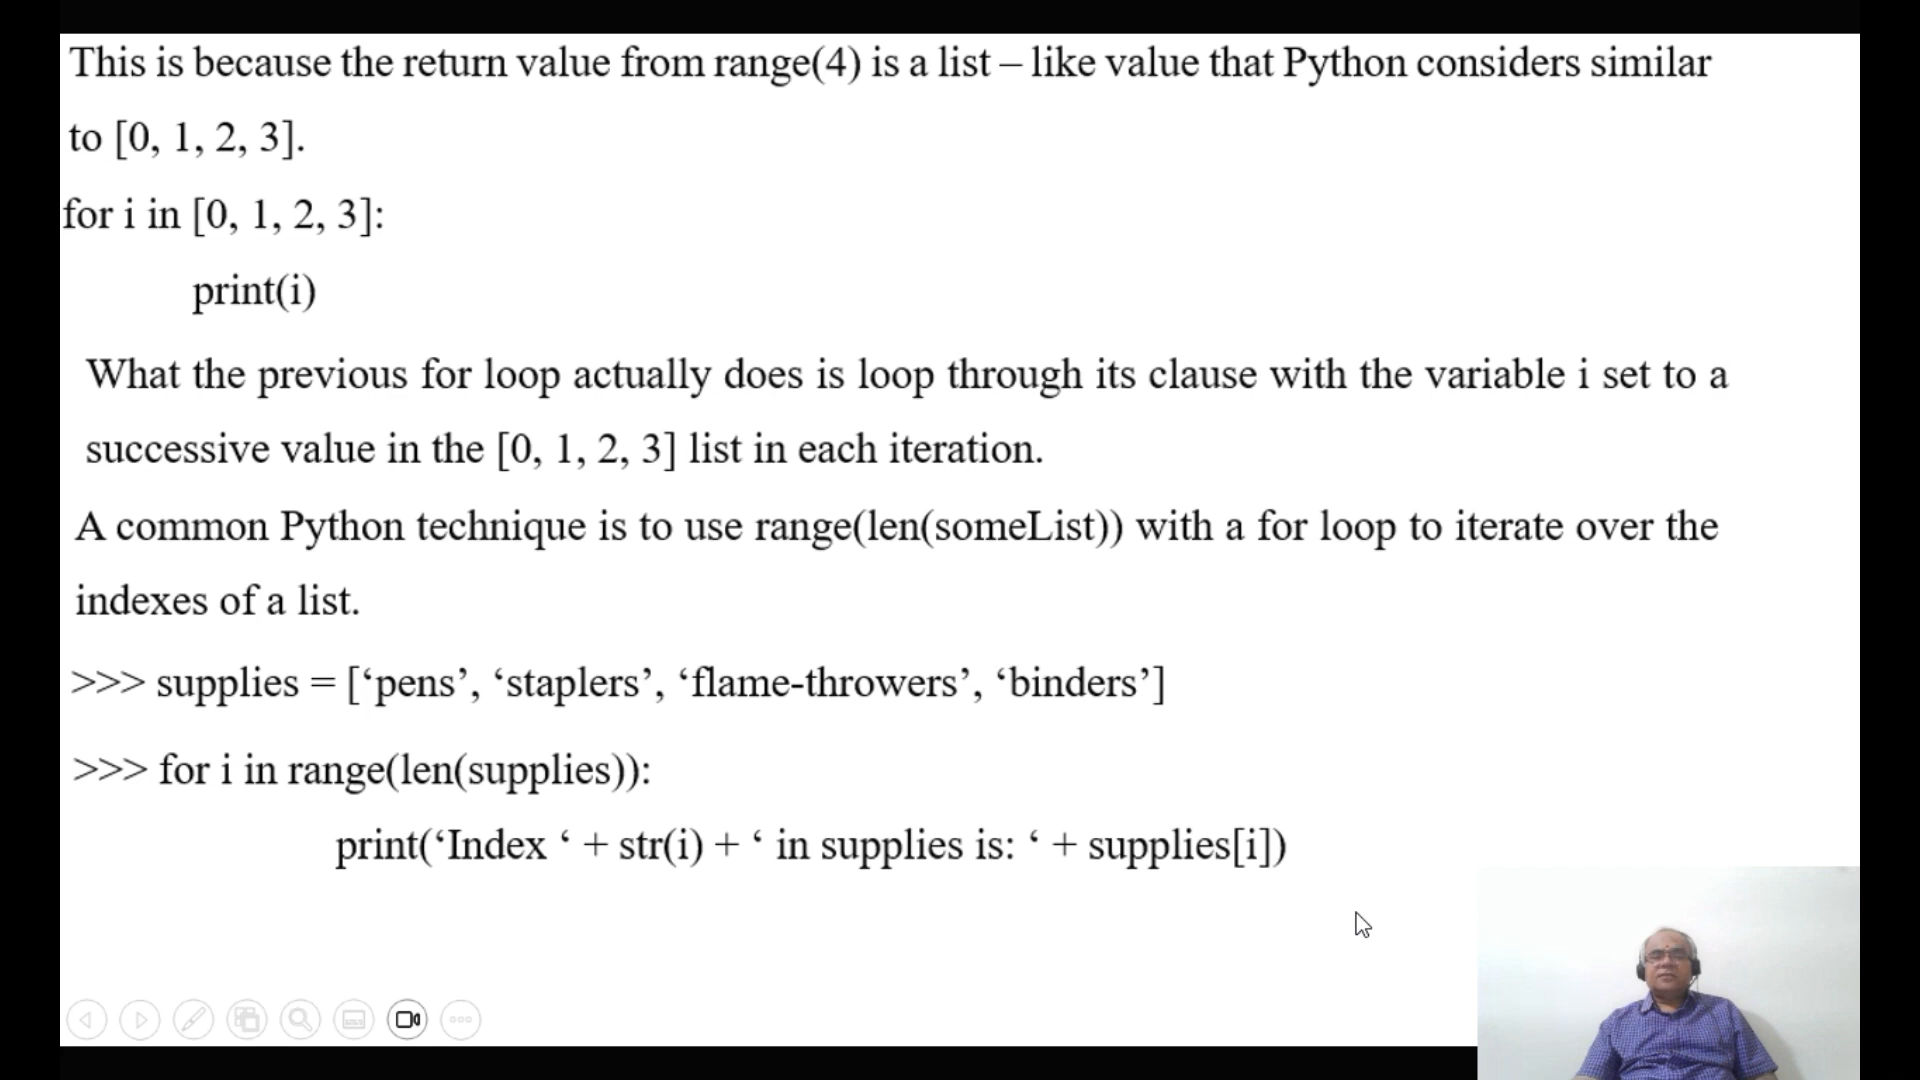 This is because the return value from range(4) is a list – like value that Python considers similar
to [0, 1, 2, 3].
for i in [0, 1, 2, 3]:
print(i)
What the previous for loop actually does is loop through its clause with the variable i set to a
successive value in the [0, 1, 2, 3] list in each iteration.
A common Python technique is to use range(len(someList)) with a for loop to iterate over the
indexes of a list.
>>> supplies = [‘pens’, ‘staplers’, ‘flame-throwers’, ‘binders’]
>>> for i in range(len(supplies)):
print(‘Index ‘ + str(i) + ‘ in supplies is: ‘ + supplies[i])